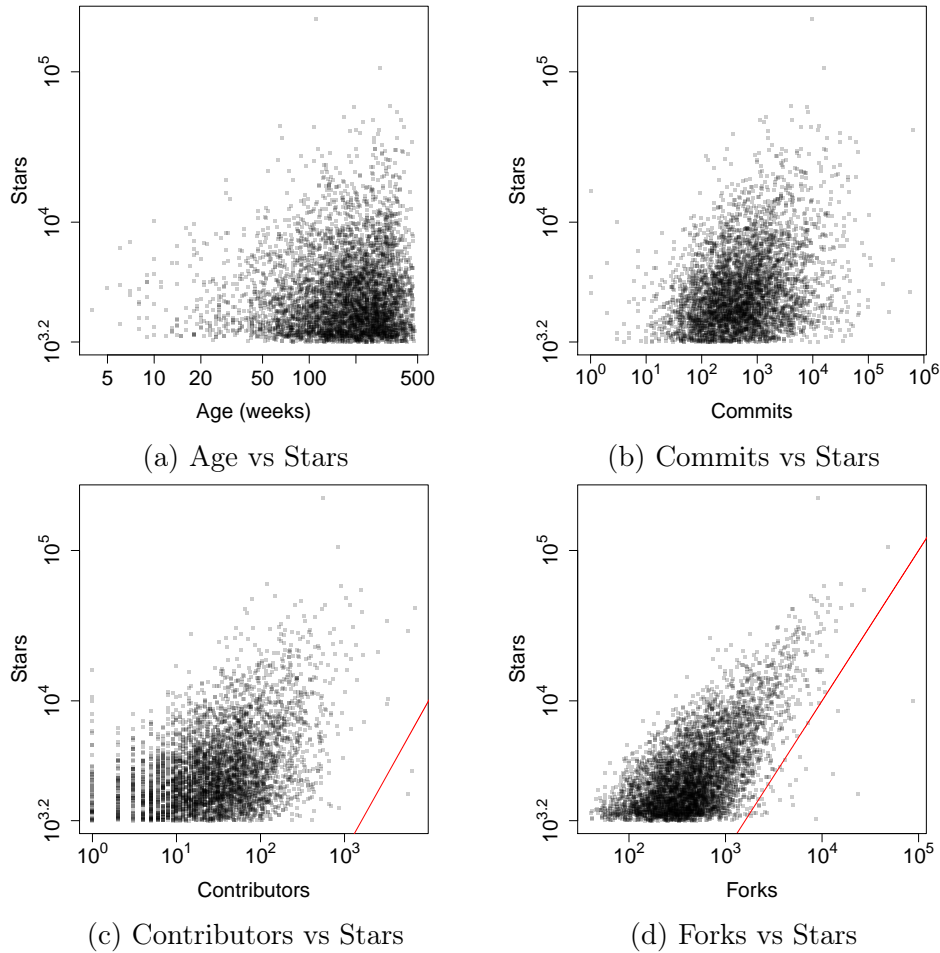 10^5
10^4
10^3.2
Stars
5 10 20 50 100 500
Age (weeks)
(a) Age vs Stars
10^5
10^4
10^3.2
Stars
10^0 10^1 10^2 10^3 10^4 10^5 10^6
Commits
(b) Commits vs Stars
10^5
10^4
10^3.2
Stars
10^0 10^1 10^2 10^3
Contributors
(c) Contributors vs Stars
10^5
10^4
10^3.2
Stars
10^2 10^3 10^4 10^5
Forks
(d) Forks vs Stars